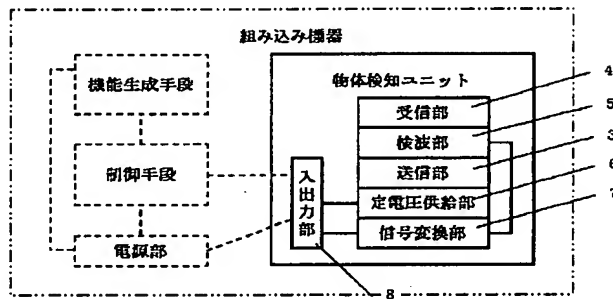 組み込み機器
機能生成手段
制御手段
電源部
物体検知ユニット
受信部
検波部
送信部
定電圧供給部
信号変換部
入出力部
4
5
3
6
7
8